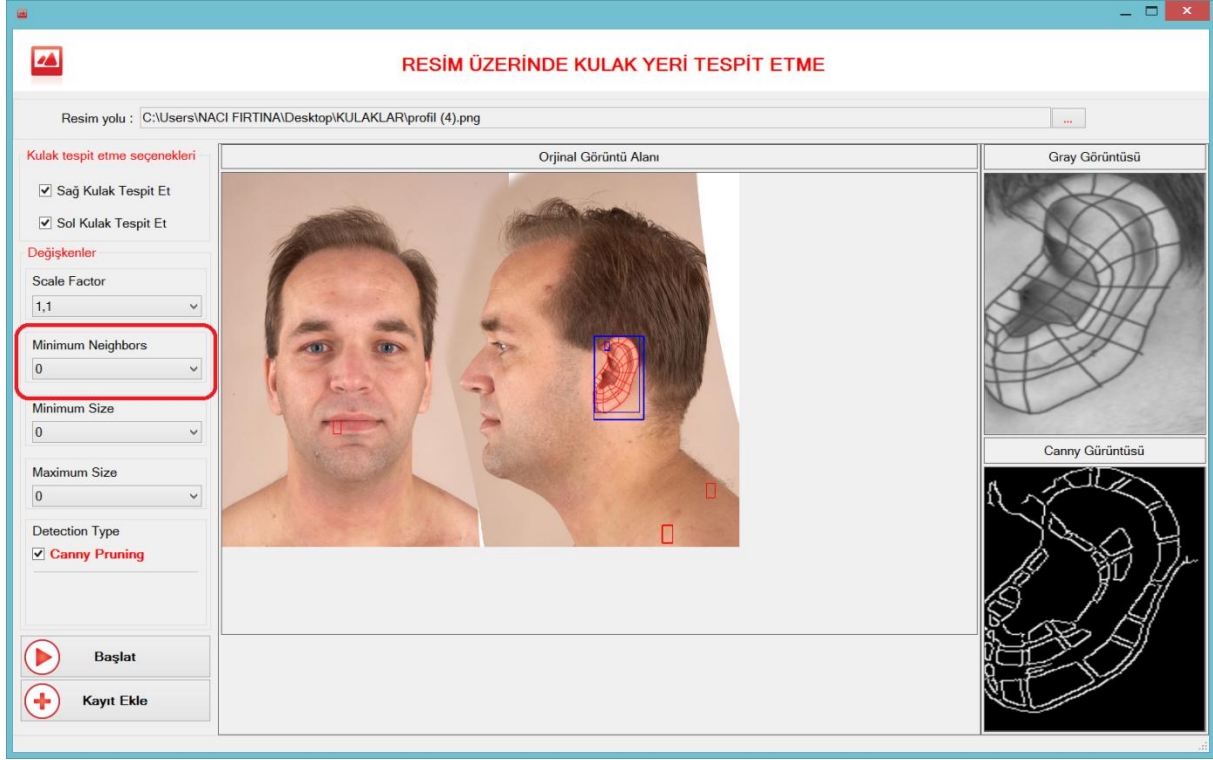 RESİM ÜZERİNDE KULAK YERİ TESPİT ETME
Resim yolu : C:\Users\NACI FIRTINA\Desktop\KULAKLAR\profil (4).png ...
Kulak tespit etme seçenekleri
Sağ Kulak Tespit Et
Sol Kulak Tespit Et
Değişkenler
Scale Factor
1,1
Minimum Neighbors
0
Minimum Size
0
Maximum Size
0
Detection Type
Canny Pruning
Başlat
Kayıt Ekle
Orjinal Görüntü Alanı
Gray Görüntüsü
Canny Gürüntüsü